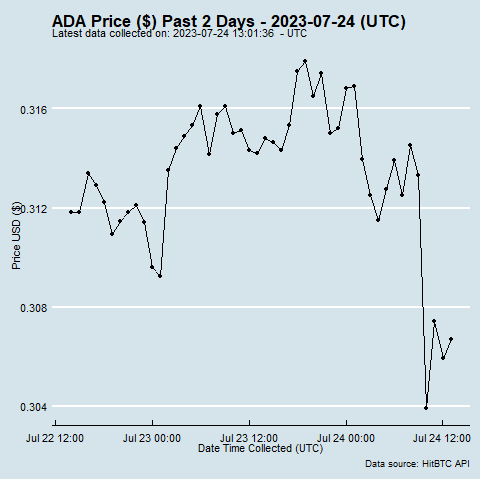 ADA Price ($) Past 2 Days - 2023-07-24 (UTC)
Latest data collected on: 2023-07-24 13:01:36  - UTC
Price USD ($)
0.316
0.312
0.308
0.304
Jul 22 12:00
Jul 23 00:00
Jul 23 12:00
Jul 24 00:00
Jul 24 12:00
Date Time Collected (UTC)
Data source: HitBTC API